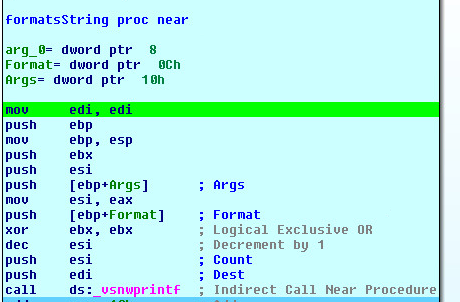 formatsString proc near
arg_0= dword ptr 8
Format= dword ptr 0Ch
Args= dword ptr 10h
mov edi, edi
push ebp
mov ebp, esp
push ebx
push esi
push [ebp+Args] ; Args
mov esi, eax
push [ebp+Format] ; Format
xor ebx, ebx ; Logical Exclusive OR
dec esi ; Decrement by 1
push esi ; Count
push edi ; Dest
call ds:_vsnwprintf ; Indirect Call Near Procedure